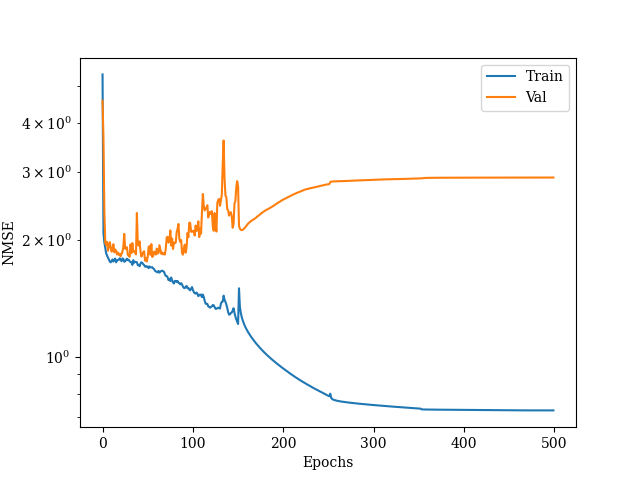 Train
Val
4 × 10⁰
3 × 10⁰
2 × 10⁰
10⁰
NMSE
0 100 200 300 400 500
Epochs